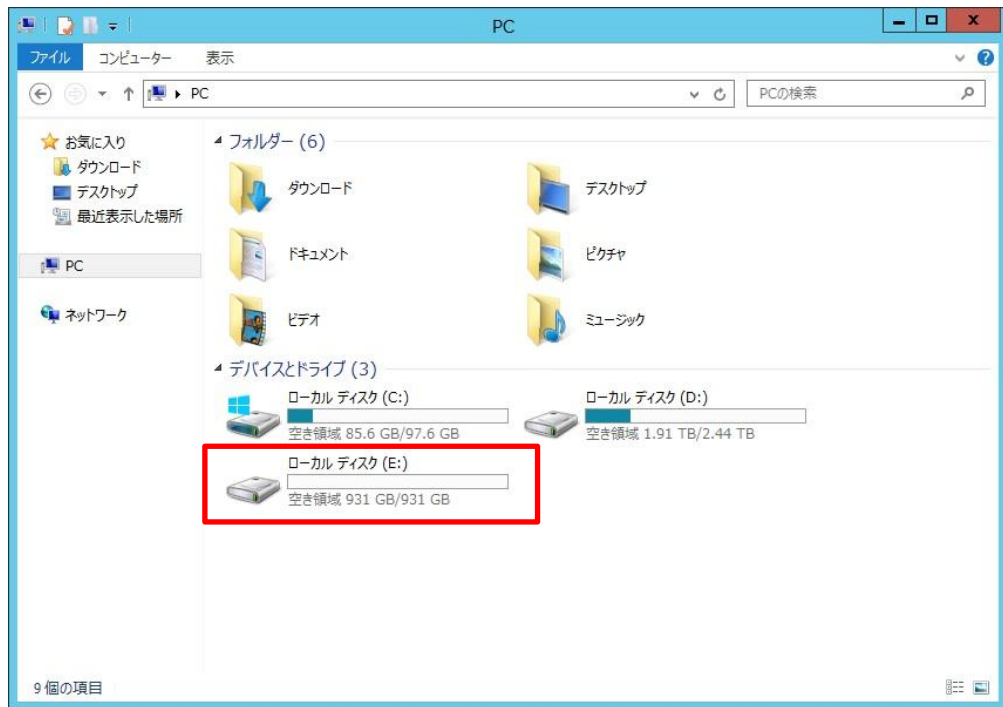 PC
ファイル コンピューター 表示
PC
PCの検索
お気に入り
ダウンロード
デスクトップ
最近表示した場所
PC
ネットワーク
フォルダー (6)
ダウンロード
デスクトップ
ドキュメント
ピクチャ
ビデオ
ミュージック
デバイスとドライブ (3)
ローカル ディスク (C:)
空き領域 85.6 GB/97.6 GB
ローカル ディスク (D:)
空き領域 1.91 TB/2.44 TB
ローカル ディスク (E:)
空き領域 931 GB/931 GB
9 個の項目